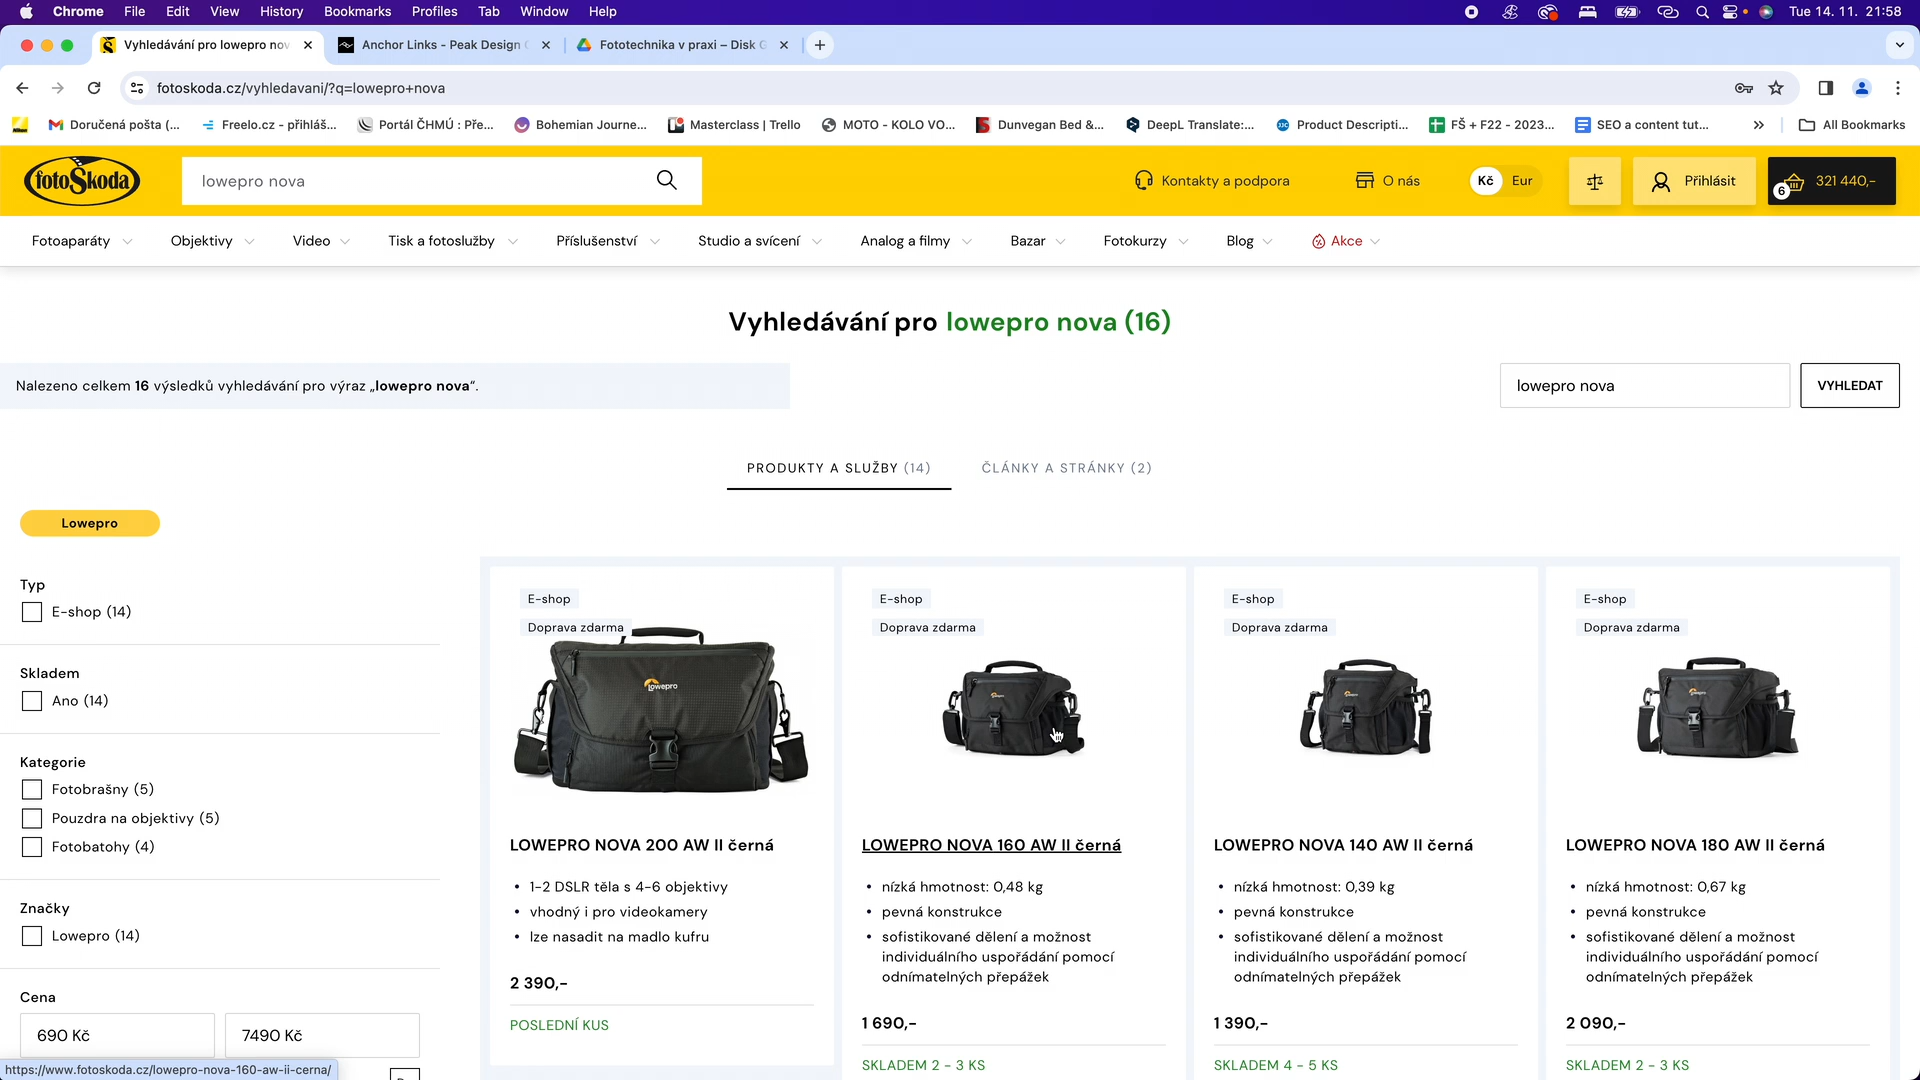 Chrome File Edit View History Bookmarks Profiles Tab Window Help Tue 14. 11. 21:58
Vyhledávání pro lowepro nov Anchor Links - Peak Design Fototechnika v praxi – Disk G
fotoskoda.cz/vyhledavani/?q=lowepro+nova
Doručená pošta (... Freelo.cz - přihláš... Portál ČHMÚ : Pře... Bohemian Journe... Masterclass | Trello MOTO - KOLO VO... Dunvegan Bed &... DeepL Translate:... Product Descripti... FŠ + F22 - 2023... SEO a content tut... All Bookmarks
fotoŠkoda lowepro nova Kontakty a podpora O nás Kč Eur Přihlásit 6 321 440,-
Fotoaparáty Objektivy Video Tisk a fotoslužby Příslušenství Studio a svícení Analog a filmy Bazar Fotokurzy Blog Akce
Vyhledávání pro lowepro nova (16)
Nalezeno celkem 16 výsledků vyhledávání pro výraz „lowepro nova“.
lowepro nova VYHLEDAT
PRODUKTY A SLUŽBY (14) ČLÁNKY A STRÁNKY (2)
Lowepro
Typ
E-shop (14)
Skladem
Ano (14)
Kategorie
Fotobrašny (5)
Pouzdra na objektivy (5)
Fotobatohy (4)
Značky
Lowepro (14)
Cena
690 Kč 7490 Kč
https://www.fotoskoda.cz/lowepro-nova-160-aw-ii-cerna/
E-shop
Doprava zdarma
Lowepro
LOWEPRO NOVA 200 AW II černá
• 1-2 DSLR těla s 4-6 objektivy
• vhodný i pro videokamery
• lze nasadit na madlo kufru
2 390,-
POSLEDNÍ KUS
E-shop
Doprava zdarma
LOWEPRO NOVA 160 AW II černá
• nízká hmotnost: 0,48 kg
• pevná konstrukce
• sofistikované dělení a možnost
individuálního uspořádání pomocí
odnímatelných přepážek
1 690,-
SKLADEM 2 - 3 KS
E-shop
Doprava zdarma
LOWEPRO NOVA 140 AW II černá
• nízká hmotnost: 0,39 kg
• pevná konstrukce
• sofistikované dělení a možnost
individuálního uspořádání pomocí
odnímatelných přepážek
1 390,-
SKLADEM 4 - 5 KS
E-shop
Doprava zdarma
LOWEPRO NOVA 180 AW II černá
• nízká hmotnost: 0,67 kg
• pevná konstrukce
• sofistikované dělení a možnost
individuálního uspořádání pomocí
odnímatelných přepážek
2 090,-
SKLADEM 2 - 3 KS